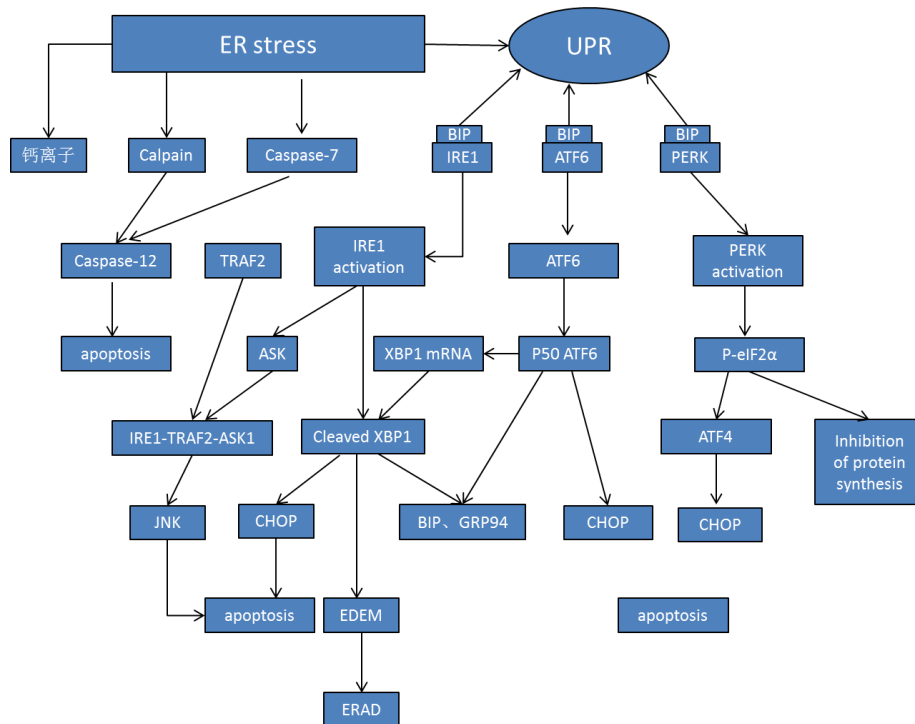 ER stress
UPR
BIP
BIP
BIP
钙离子
Calpain
Caspase-7
IRE1
ATF6
PERK
Caspase-12
TRAF2
IRE1
activation
ATF6
PERK
activation
apoptosis
ASK
XBP1 mRNA
P50 ATF6
P-eIF2α
IRE1-TRAF2-ASK1
Cleaved XBP1
ATF4
Inhibition
of protein
synthesis
JNK
CHOP
BIP、GRP94
CHOP
CHOP
apoptosis
EDEM
apoptosis
ERAD